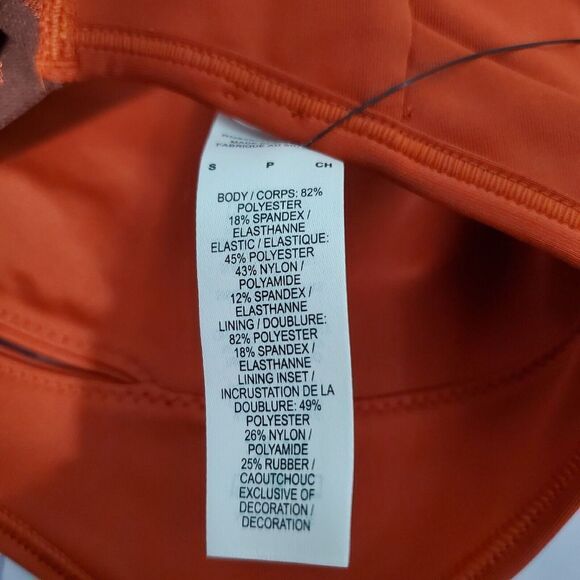 FABRIQUE AU
S P CH
BODY / CORPS: 82%
POLYESTER
18% SPANDEX /
ELASTHANNE
ELASTIC / ELASTIQUE:
45% POLYESTER
43% NYLON /
POLYAMIDE
12% SPANDEX /
ELASTHANNE
LINING / DOUBLURE:
82% POLYESTER
18% SPANDEX /
ELASTHANNE
LINING INSET /
INCRUSTATION DE LA
DOUBLURE: 49%
POLYESTER
26% NYLON /
POLYAMIDE
25% RUBBER /
CAOUTCHOUC
EXCLUSIVE OF
DECORATION /
DECORATION